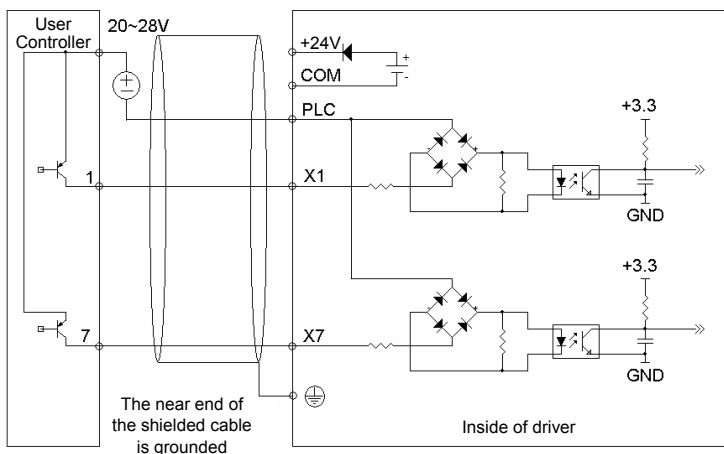 User
Controller
20~28V
+24V
COM
PLC
+
-
+3.3
1
X1
-
+
GND
+3.3
7
X7
-
+
GND
The near end of
the shielded cable
is grounded
Inside of driver